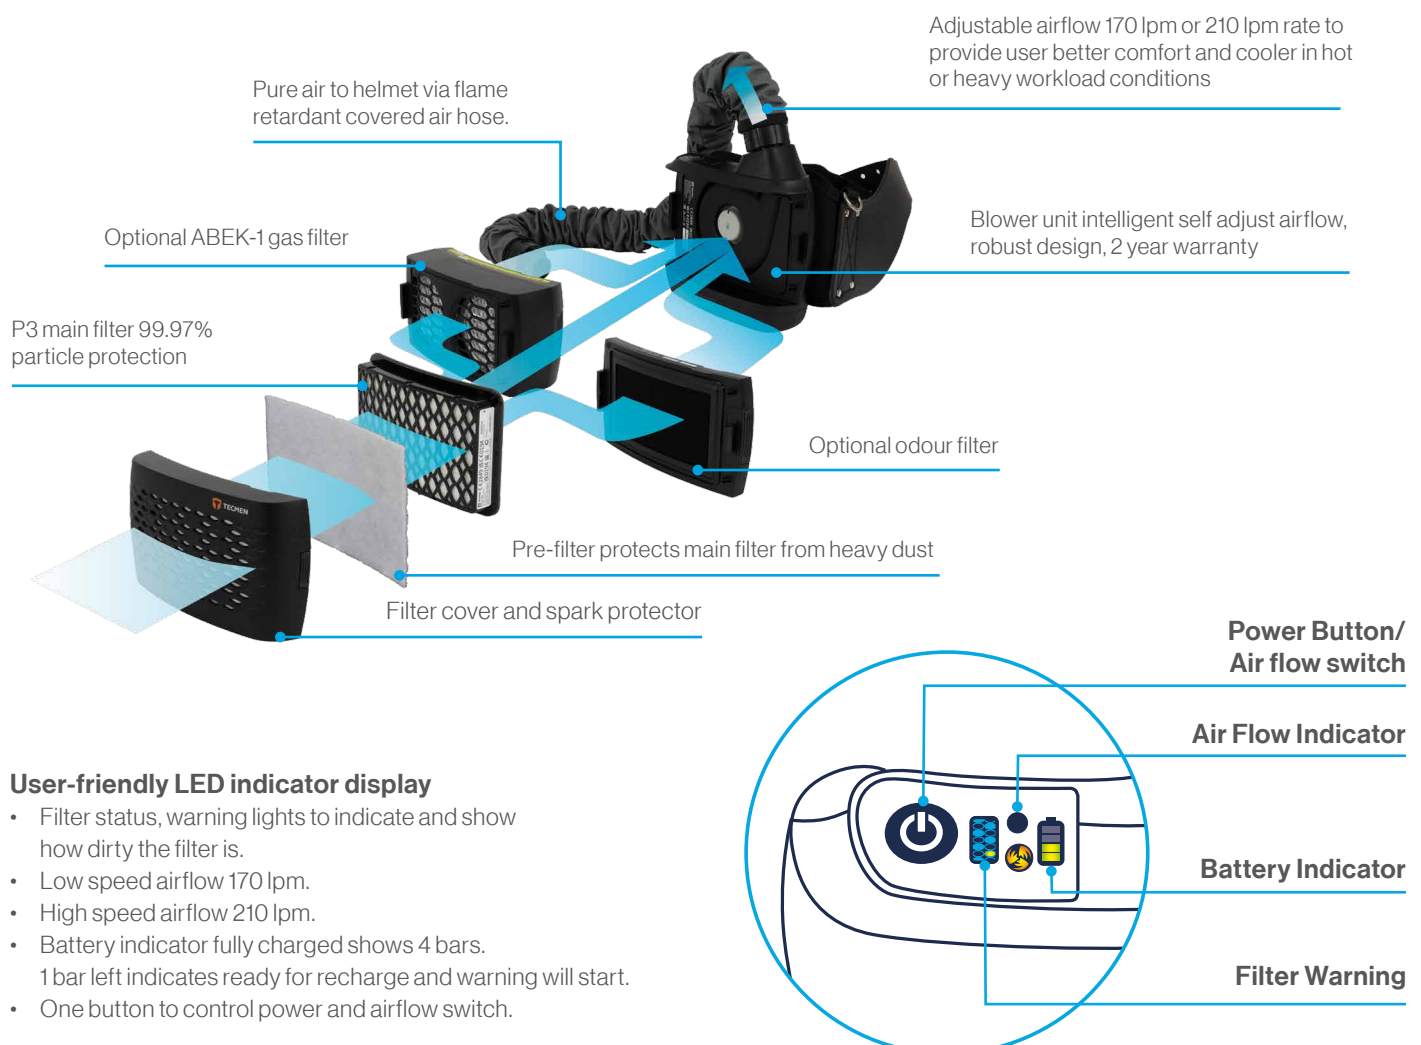 Adjustable airflow 170 lpm or 210 lpm rate to
provide user better comfort and cooler in hot
or heavy workload conditions
Pure air to helmet via flame
retardant covered air hose.
Blower unit intelligent self adjust airflow,
robust design, 2 year warranty
Optional ABEK-1 gas filter
P3 main filter 99.97%
particle protection
Optional odour filter
TECMEN
Pre-filter protects main filter from heavy dust
Filter cover and spark protector
Power Button/
Air flow switch
Air Flow Indicator
Battery Indicator
Filter Warning
User-friendly LED indicator display
• Filter status, warning lights to indicate and show
how dirty the filter is.
• Low speed airflow 170 lpm.
• High speed airflow 210 lpm.
• Battery indicator fully charged shows 4 bars.
1 bar left indicates ready for recharge and warning will start.
• One button to control power and airflow switch.